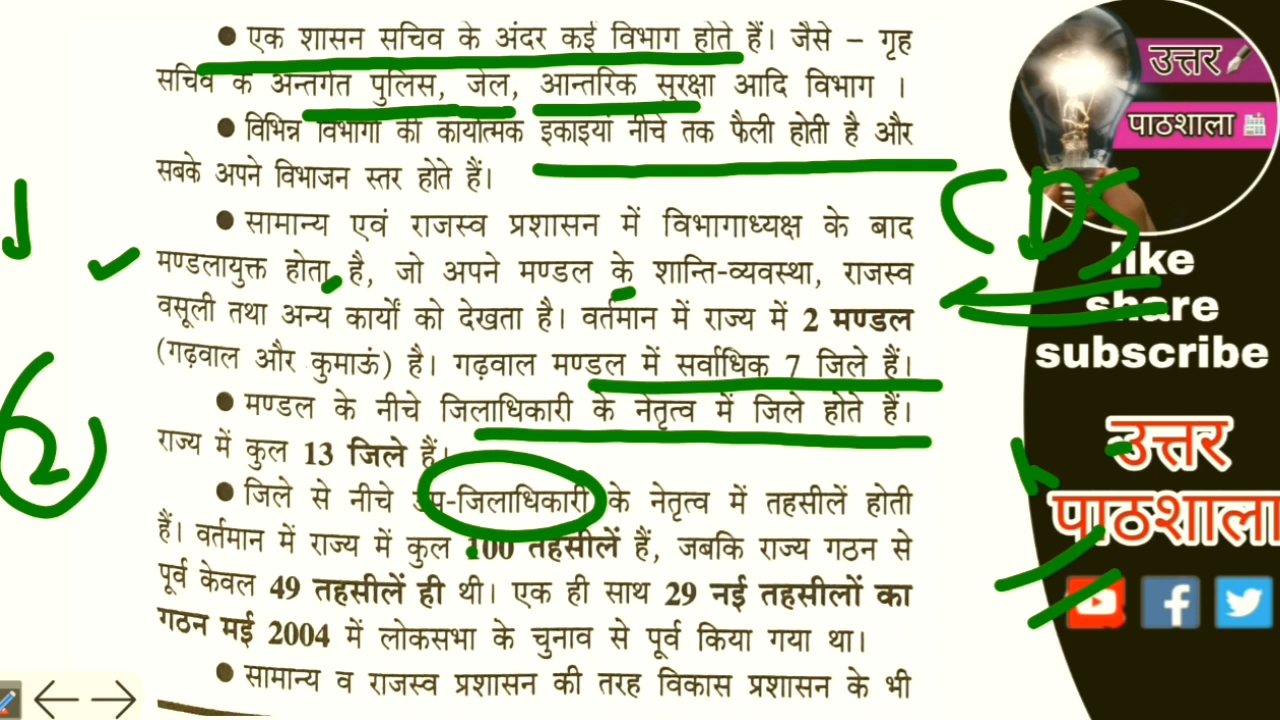 ● एक शासन सचिव के अंदर कई विभाग होते हैं। जैसे – गृह
सचिव के अन्तर्गत पुलिस, जेल, आन्तरिक सुरक्षा आदि विभाग ।
● विभिन्न विभागों की कार्यात्मक इकाइयां नीचे तक फैली होती है और
सबके अपने विभाजन स्तर होते हैं।
● सामान्य एवं राजस्व प्रशासन में विभागाध्यक्ष के बाद
मण्डलायुक्त होता है, जो अपने मण्डल के शान्ति-व्यवस्था, राजस्व
वसूली तथा अन्य कार्यों को देखता है। वर्तमान में राज्य में 2 मण्डल
(गढ़वाल और कुमाऊं) है। गढ़वाल मण्डल में सर्वाधिक 7 जिले हैं।
● मण्डल के नीचे जिलाधिकारी के नेतृत्व में जिले होते हैं।
राज्य में कुल 13 जिले हैं।
● जिले से नीचे उप-जिलाधिकारी के नेतृत्व में तहसीलें होती
हैं। वर्तमान में राज्य में कुल 100 तहसीलें हैं, जबकि राज्य गठन से
पूर्व केवल 49 तहसीलें ही थी। एक ही साथ 29 नई तहसीलों का
गठन मई 2004 में लोकसभा के चुनाव से पूर्व किया गया था।
● सामान्य व राजस्व प्रशासन की तरह विकास प्रशासन के भी
1
2
उत्तर
पाठशाला
CDS
like
share
subscribe
उत्तर
पाठशाला